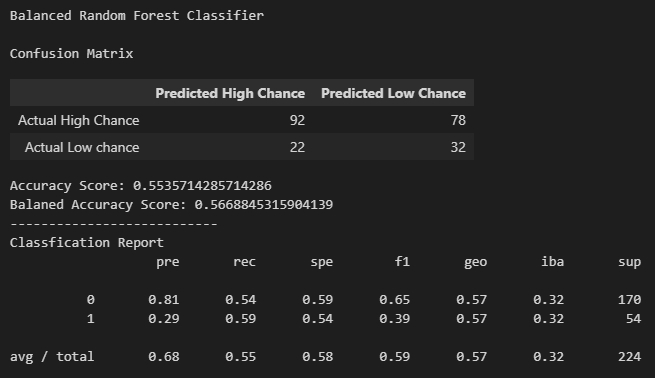 Balanced Random Forest Classifier
Confusion Matrix
Predicted High Chance Predicted Low Chance
Actual High Chance 92 78
Actual Low chance 22 32
Accuracy Score: 0.5535714285714286
Balaned Accuracy Score: 0.5668845315904139
---------------------------
Classfication Report
pre rec spe f1 geo iba sup
0 0.81 0.54 0.59 0.65 0.57 0.32 170
1 0.29 0.59 0.54 0.39 0.57 0.32 54
avg / total 0.68 0.55 0.58 0.59 0.57 0.32 224